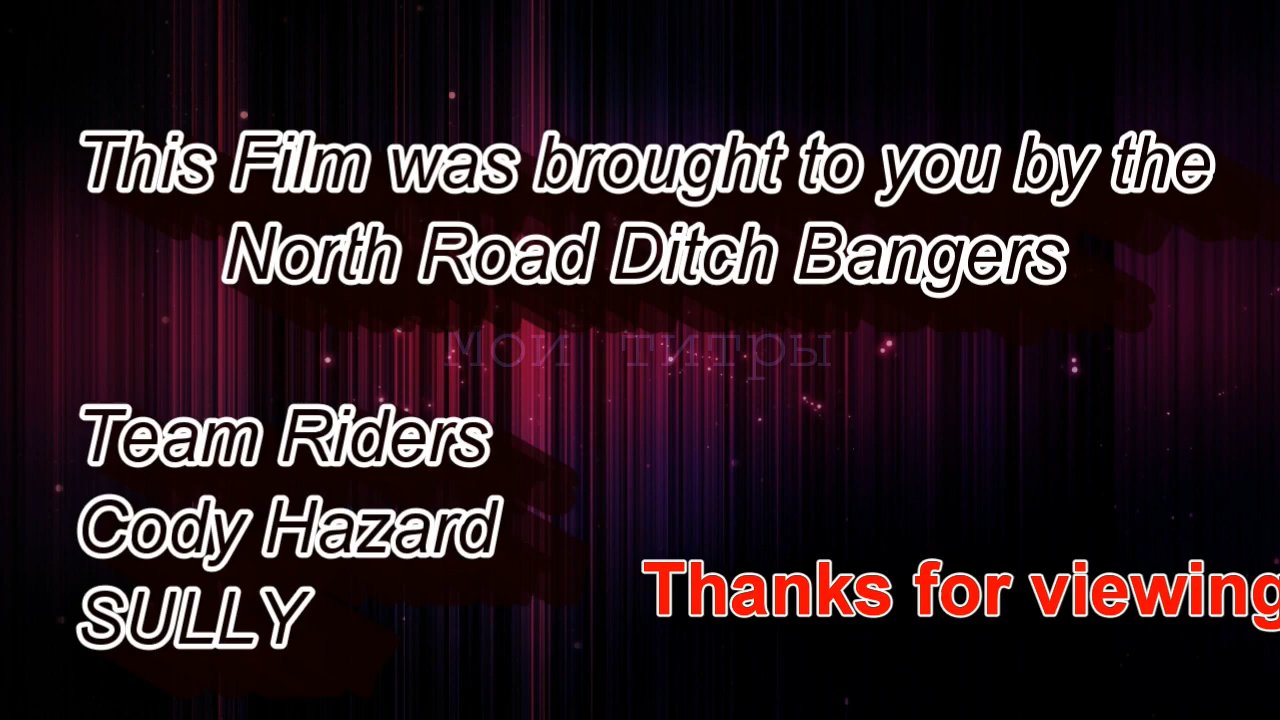 This Film was brought to you by the
North Road Ditch Bangers
Мои титры
Team Riders
Cody Hazard
SULLY
Thanks for viewing